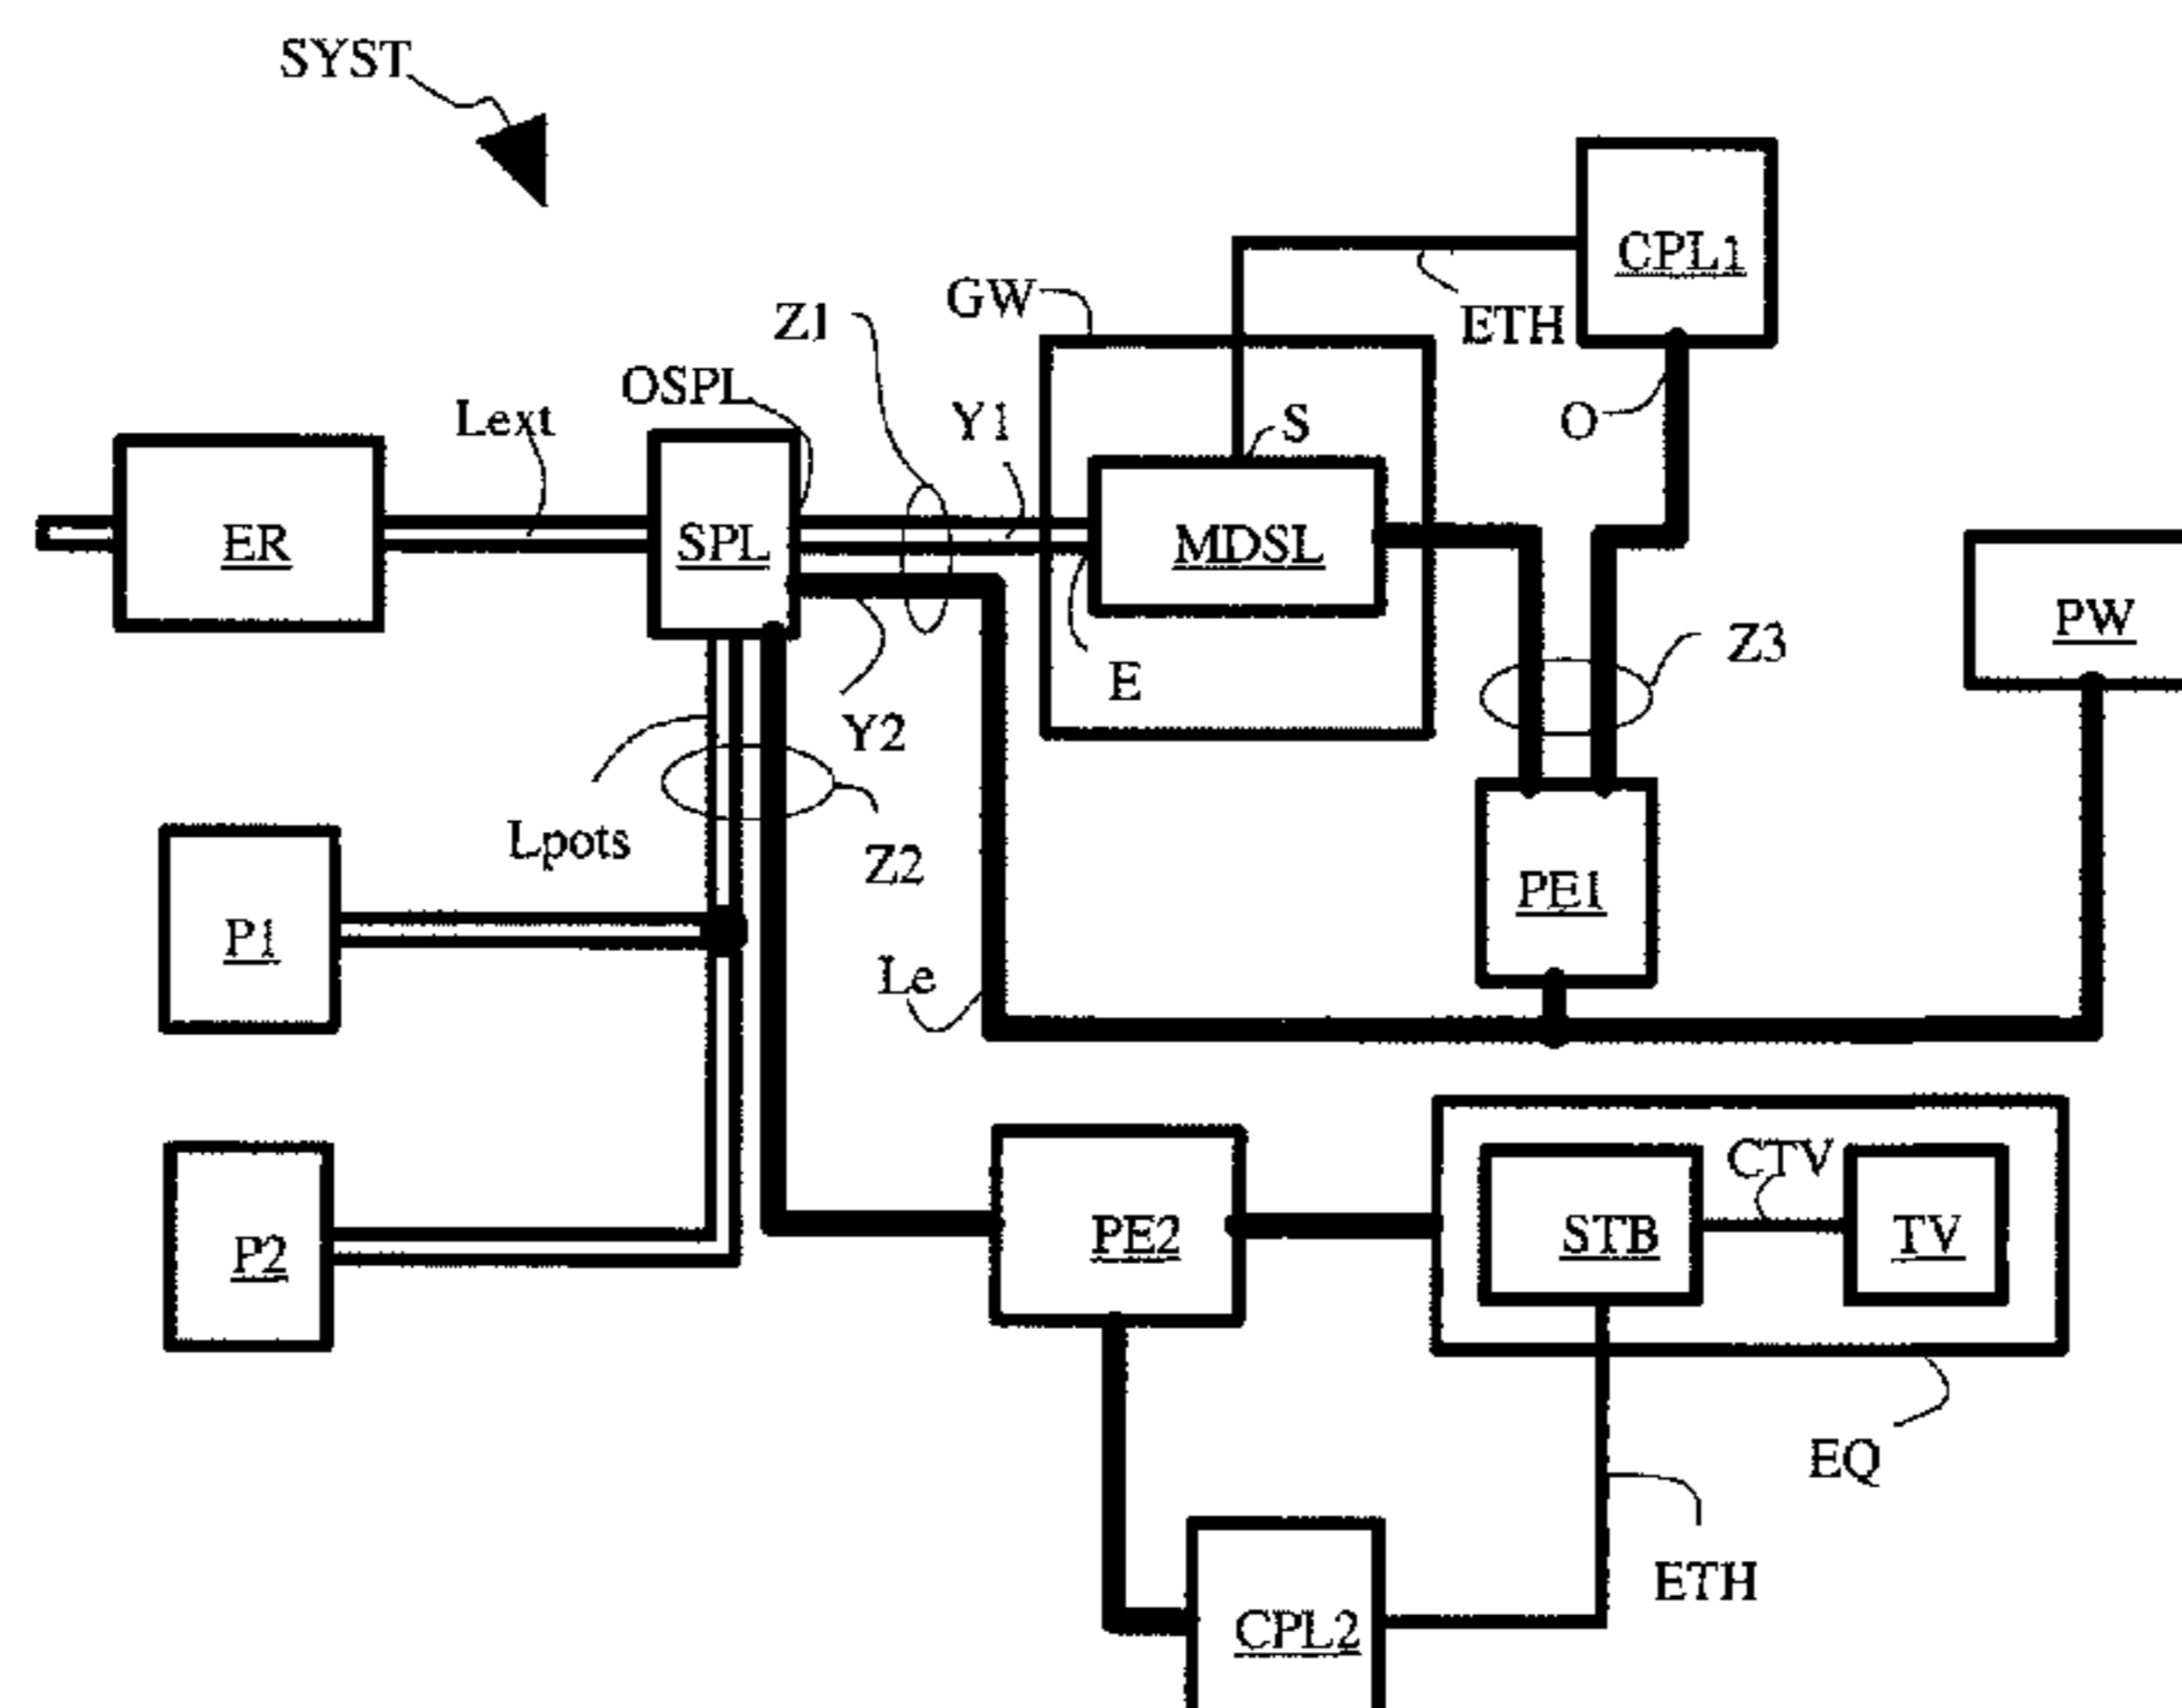 SYST
CPL1
GW
Z1
ETH
OSPL
Lext
Y1
S
O
ER
SPL
MDSL
PW
Z3
E
Y2
Lpots
Z2
PE1
P1
Le
CTV
P2
PE2
STB
TV
EQ
ETH
CPL2